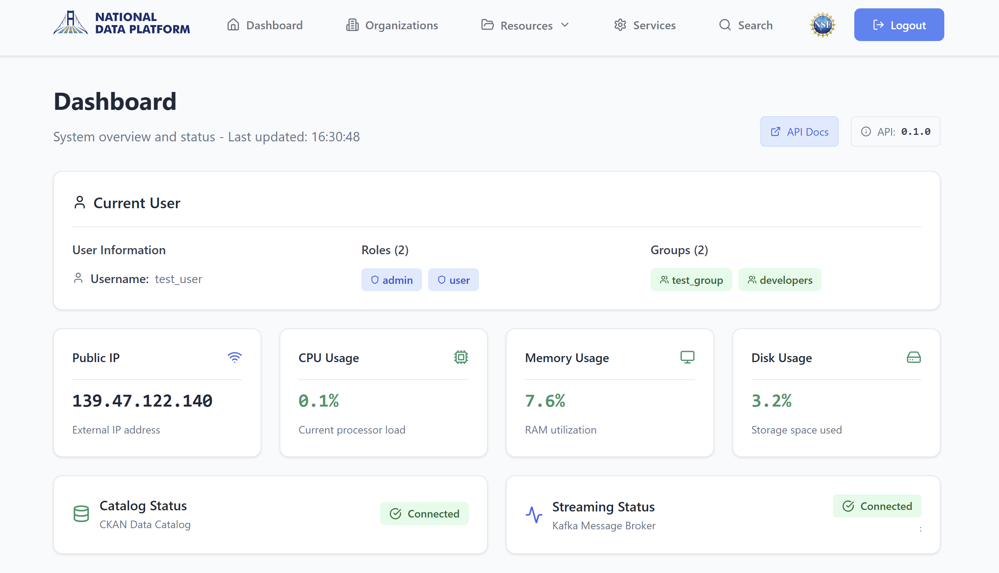 NATIONAL
DATA PLATFORM
Dashboard
Organizations
Resources
Services
Search
NSF
Logout
Dashboard
System overview and status - Last updated: 16:30:48
API Docs
API: 0.1.0
Current User
User Information
Roles (2)
Groups (2)
Username: test_user
admin
user
test_group
developers
Public IP
CPU Usage
Memory Usage
Disk Usage
139.47.122.140
0.1%
7.6%
3.2%
External IP address
Current processor load
RAM utilization
Storage space used
Catalog Status
CKAN Data Catalog
Connected
Streaming Status
Kafka Message Broker
Connected
: